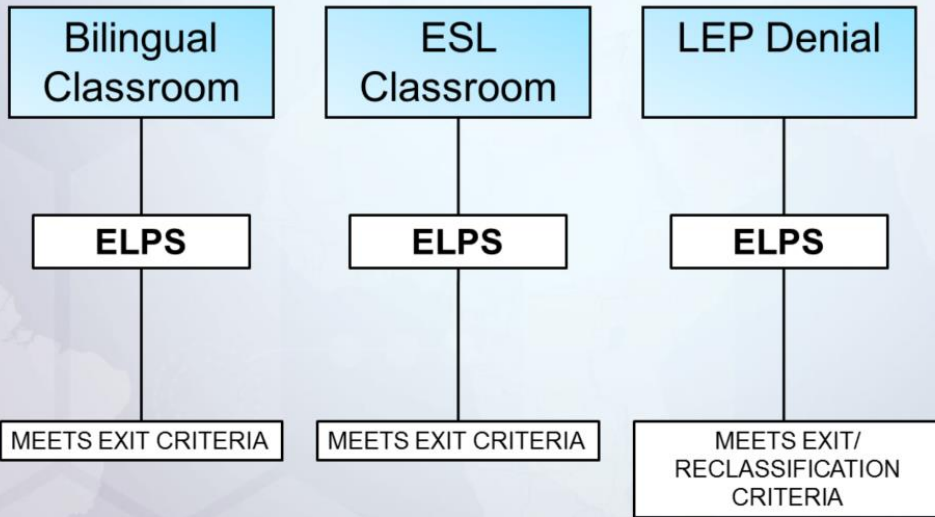 Bilingual
Classroom
ESL
Classroom
LEP Denial
ELPS
ELPS
ELPS
MEETS EXIT CRITERIA
MEETS EXIT CRITERIA
MEETS EXIT/
RECLASSIFICATION
CRITERIA